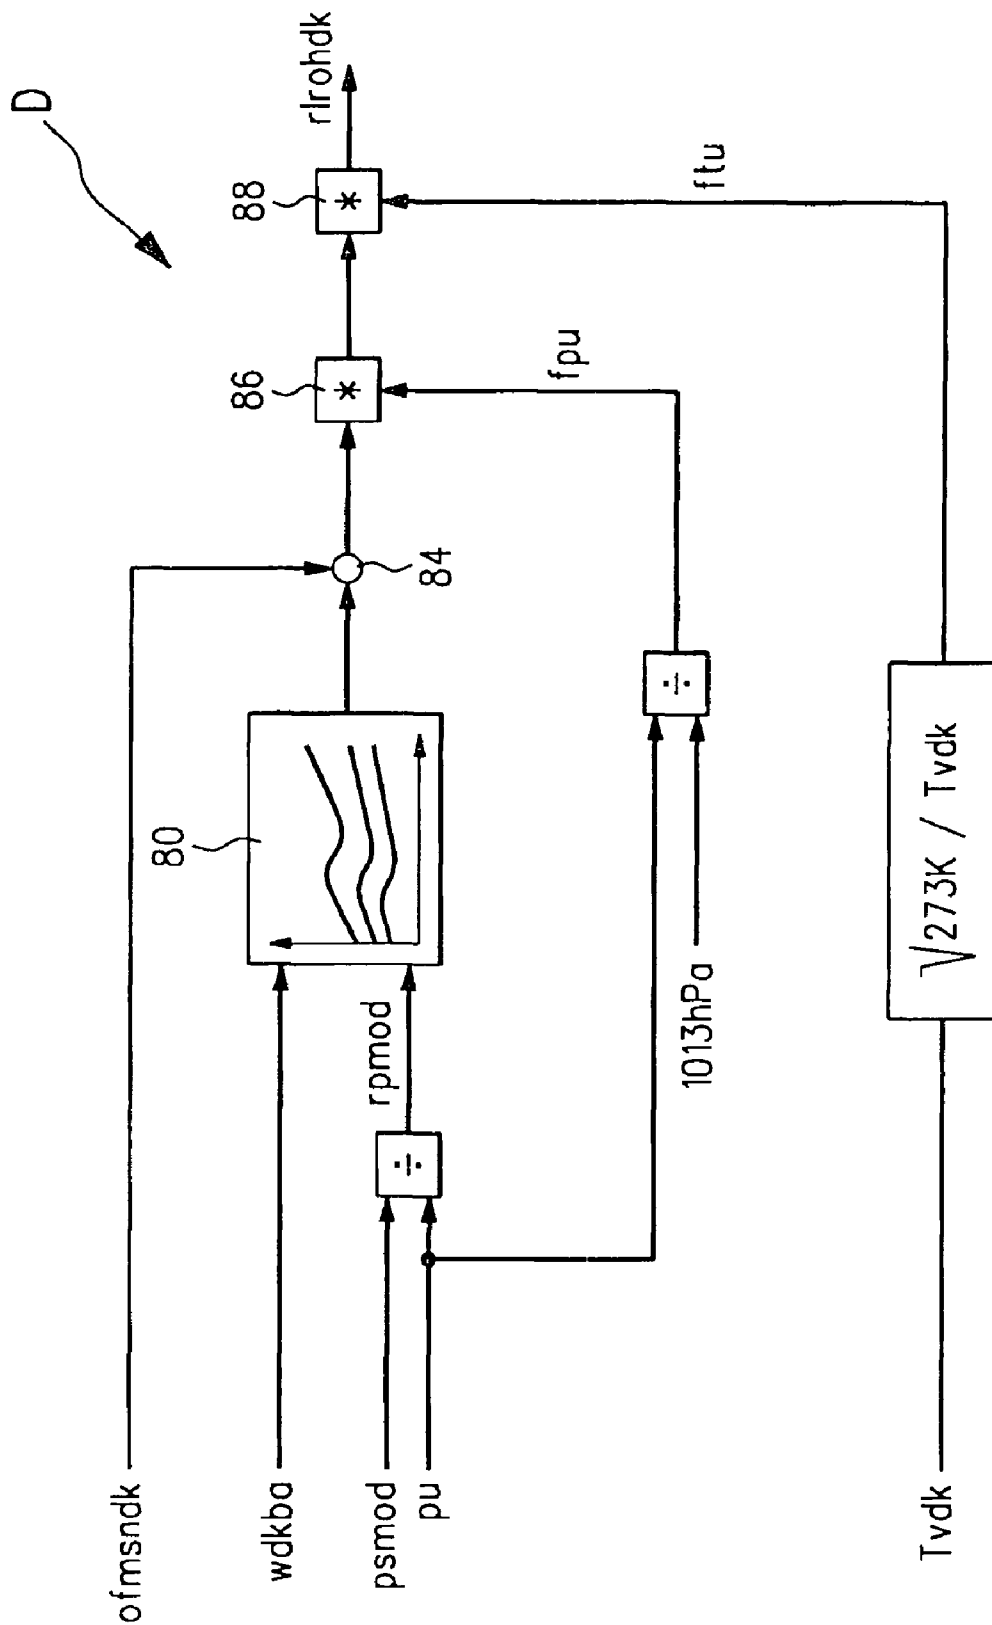 D
ofmsndk
wdkba
psmod
pu
Tvdk
÷
rpmod
80
1013hPa
÷
√273K / Tvdk
84
86
*
fpu
88
*
ftu
rlrohdk